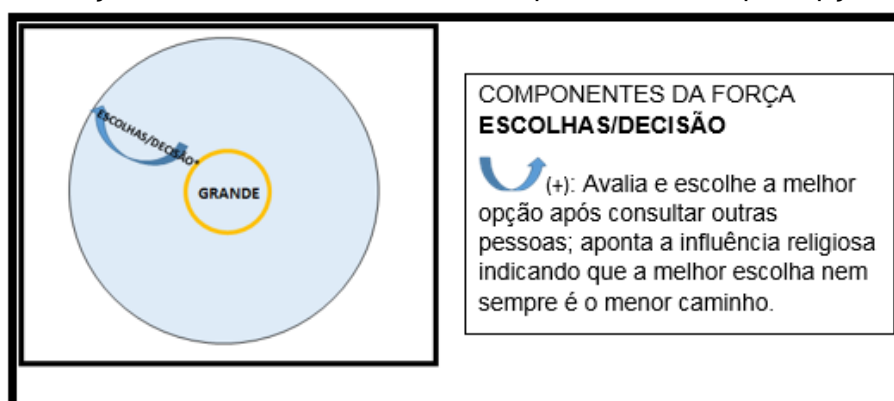 ESCOLHAS/DECISÃO*
GRANDE
COMPONENTES DA FORÇA
ESCOLHAS/DECISÃO
(+): Avalia e escolhe a melhor
opção após consultar outras
pessoas; aponta a influência religiosa
indicando que a melhor escolha nem
sempre é o menor caminho.